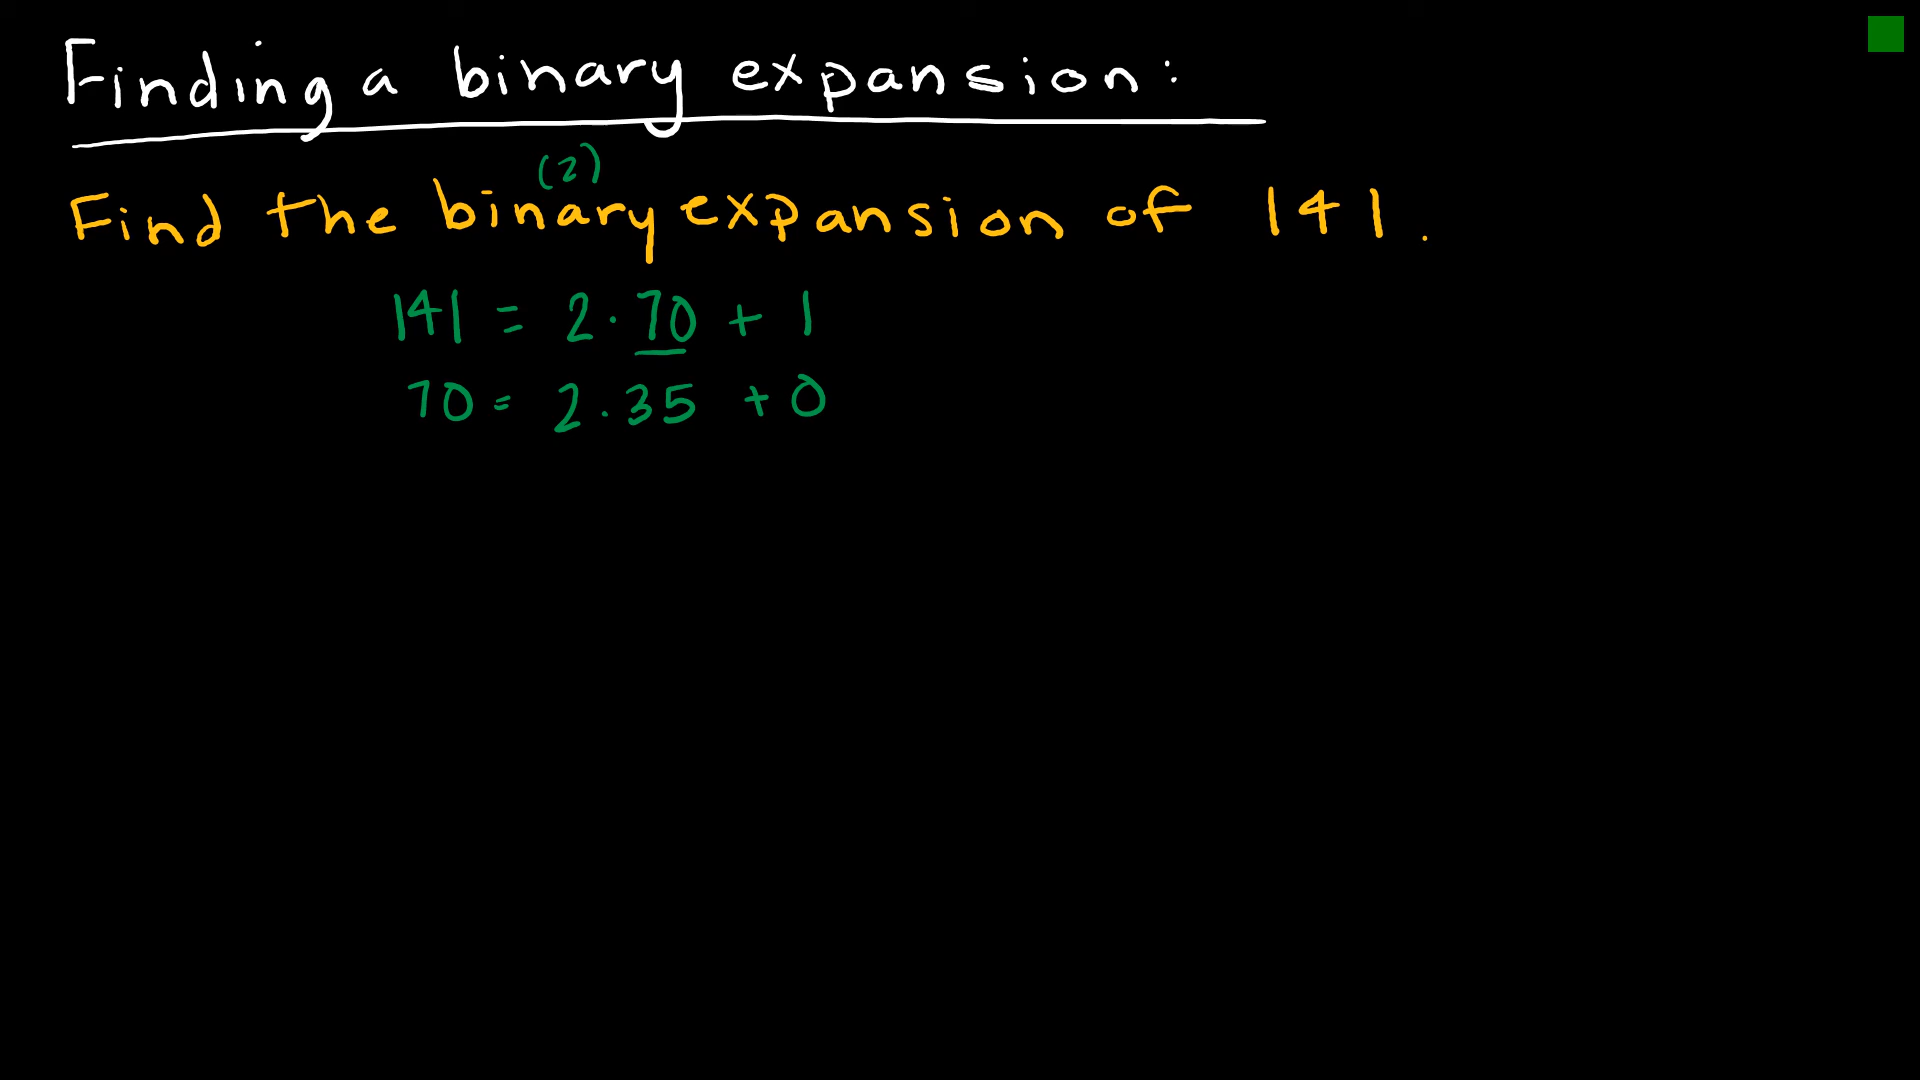 Finding a binary expansion:
(2)
Find the binary expansion of 141.
141 = 2·70 + 1
70 = 2·35 + 0